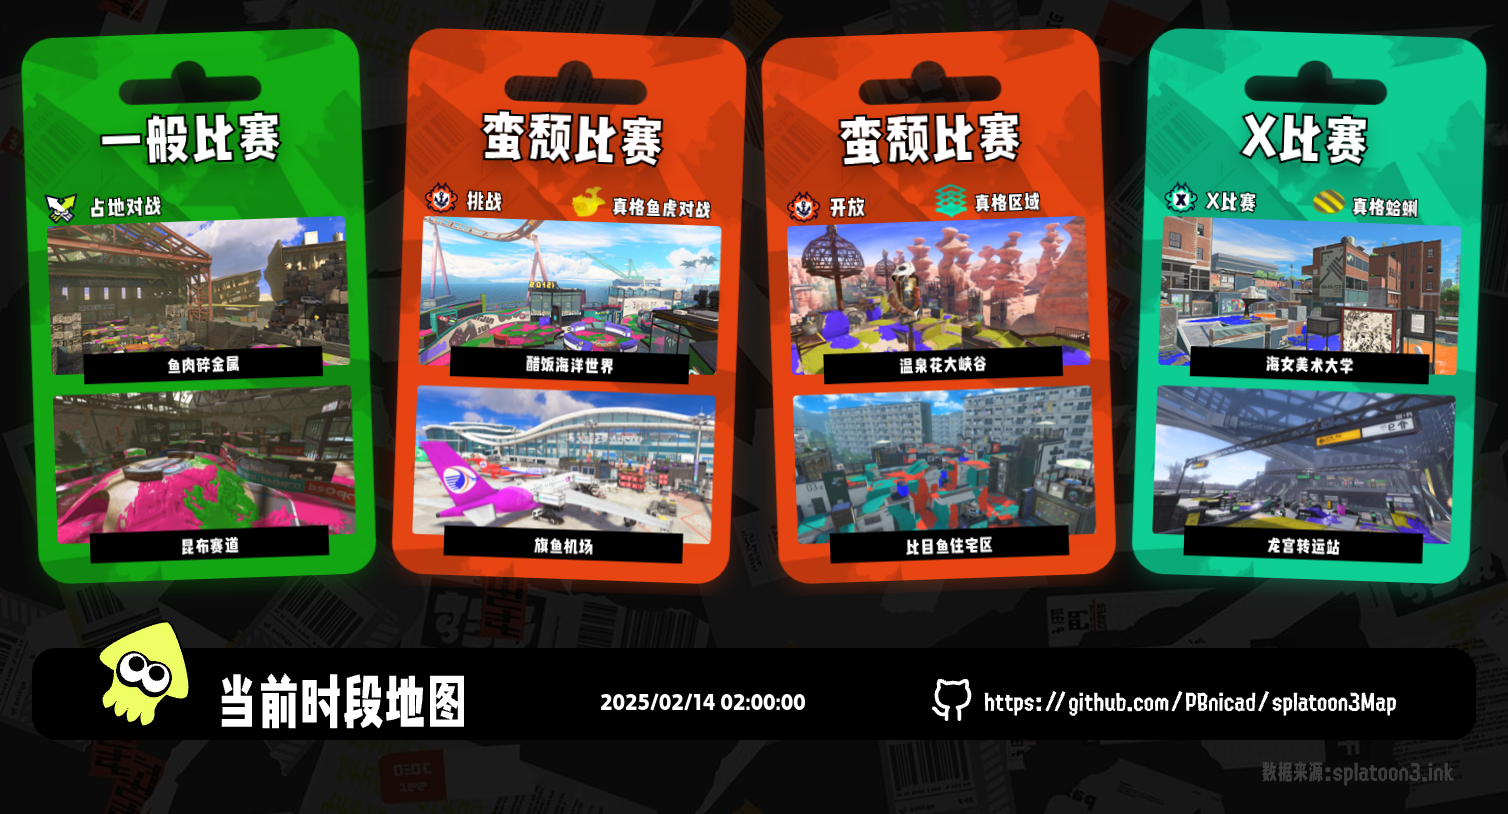 一般比赛
占地对战
鱼肉碎金属
昆布赛道
蛮颓比赛
挑战
真格鱼虎对战
醋饭海洋世界
旗鱼机场
蛮颓比赛
开放
真格区域
温泉花大峡谷
比目鱼住宅区
X比赛
X比赛
真格蛤蜊
海女美术大学
龙宫转运站
当前时段地图
2025/02/14 02:00:00
https://github.com/PBnicad/splatoon3Map
数据来源:splatoon3.ink